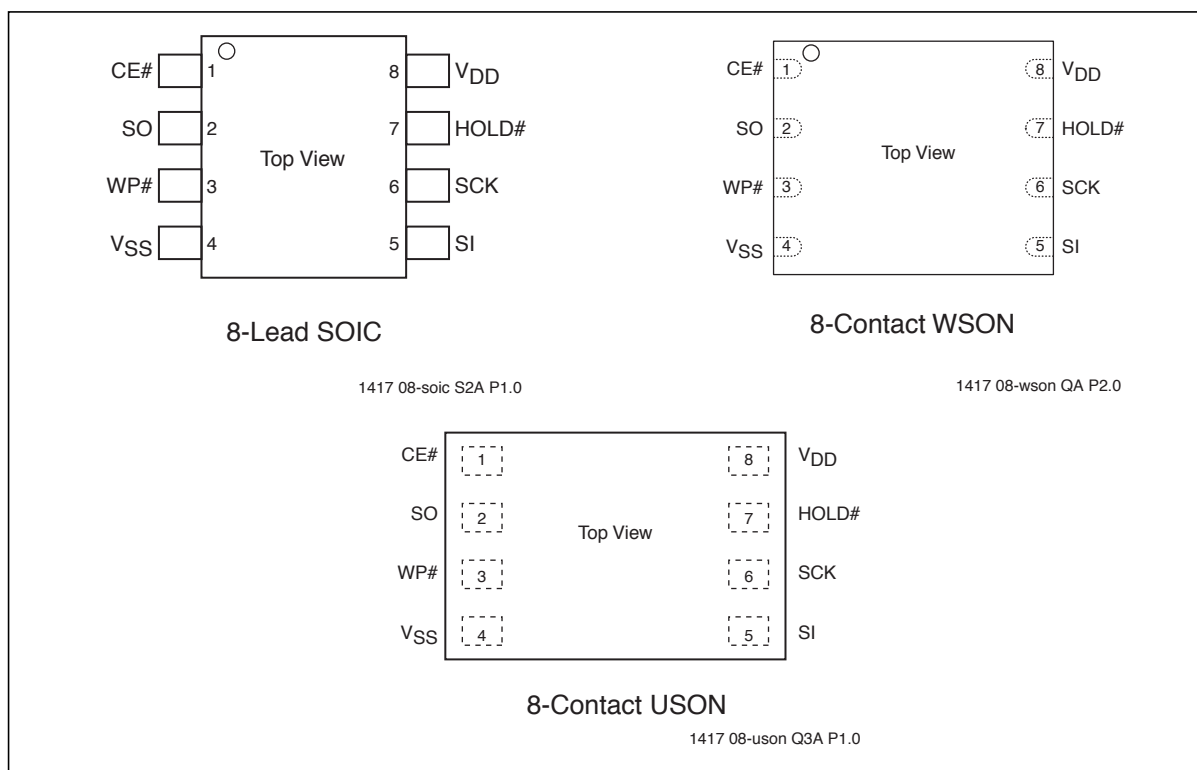 CE# 1 8 VDD
SO 2 7 HOLD#
Top View
WP# 3 6 SCK
VSS 4 5 SI
8-Lead SOIC
1417 08-soic S2A P1.0
CE# 1 8 VDD
SO 2 7 HOLD#
Top View
WP# 3 6 SCK
VSS 4 5 SI
8-Contact WSON
1417 08-wson QA P2.0
CE# 1 8 VDD
SO 2 7 HOLD#
Top View
WP# 3 6 SCK
VSS 4 5 SI
8-Contact USON
1417 08-uson Q3A P1.0